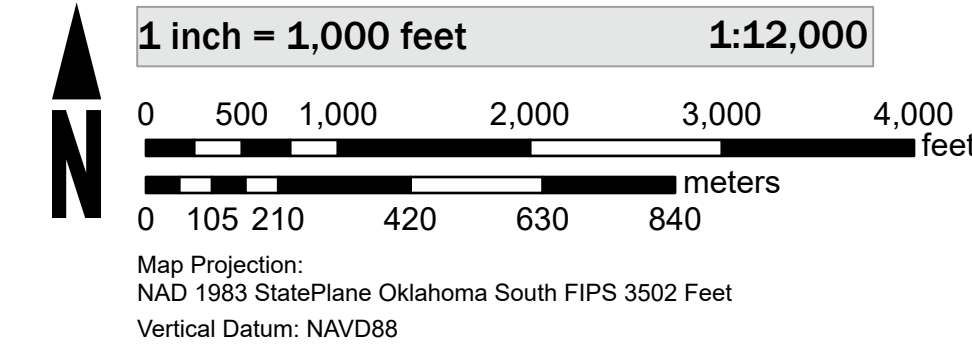 N
1 inch = 1,000 feet 1:12,000
0 500 1,000 2,000 3,000 4,000
feet
meters
0 105 210 420 630 840
Map Projection:
NAD 1983 StatePlane Oklahoma South FIPS 3502 Feet
Vertical Datum: NAVD88